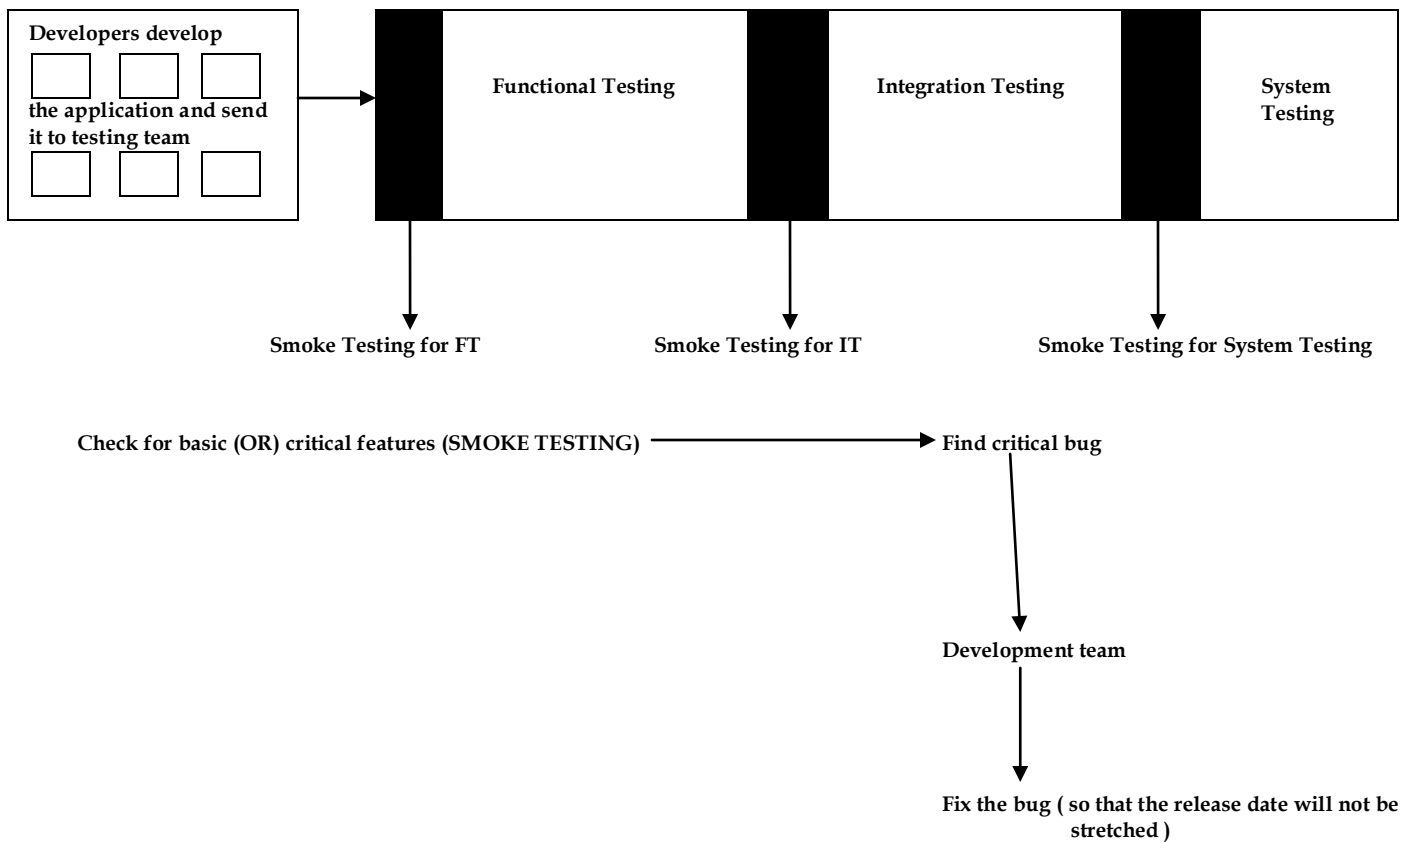 Developers develop
the application and send
it to testing team
Functional Testing
Integration Testing
System
Testing
Smoke Testing for FT
Smoke Testing for IT
Smoke Testing for System Testing
Check for basic (OR) critical features (SMOKE TESTING)
Find critical bug
Development team
Fix the bug ( so that the release date will not be
stretched )